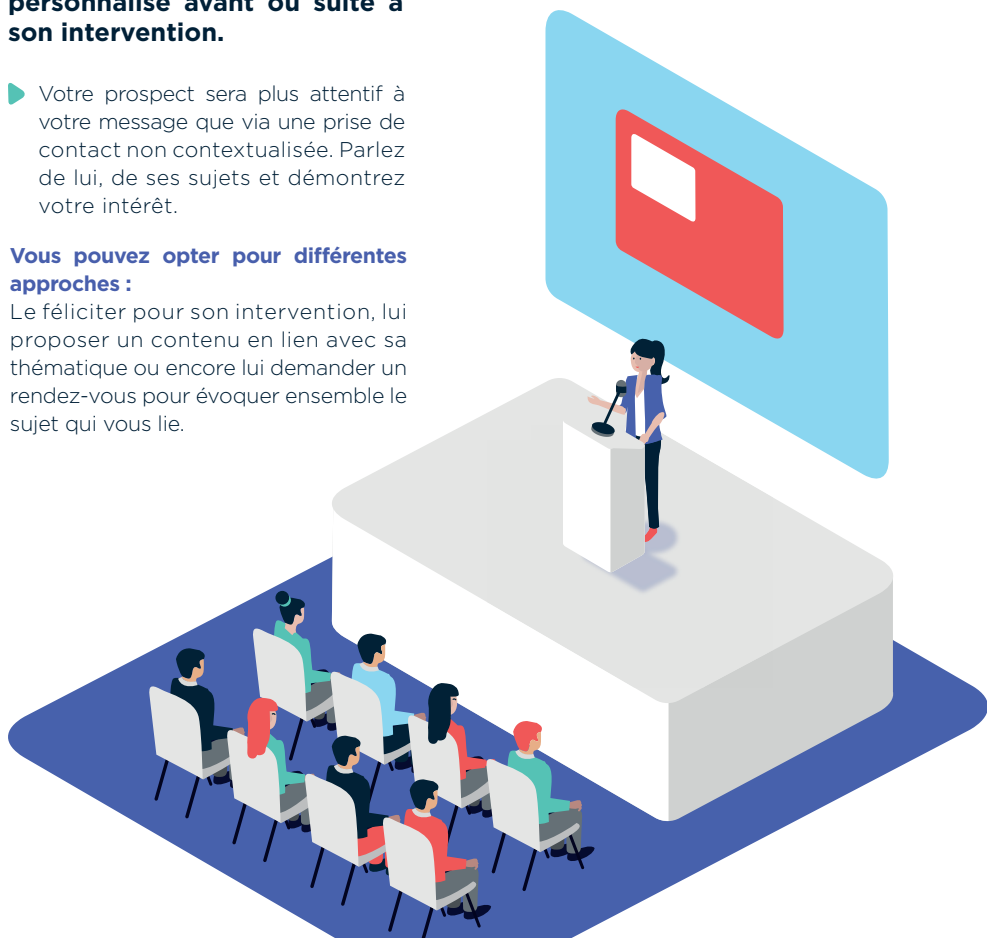 personnalisé avant ou suite à
son intervention.
Votre prospect sera plus attentif à
votre message que via une prise de
contact non contextualisée. Parlez
de lui, de ses sujets et démontrez
votre intérêt.
Vous pouvez opter pour différentes
approches :
Le féliciter pour son intervention, lui
proposer un contenu en lien avec sa
thématique ou encore lui demander un
rendez-vous pour évoquer ensemble le
sujet qui vous lie.